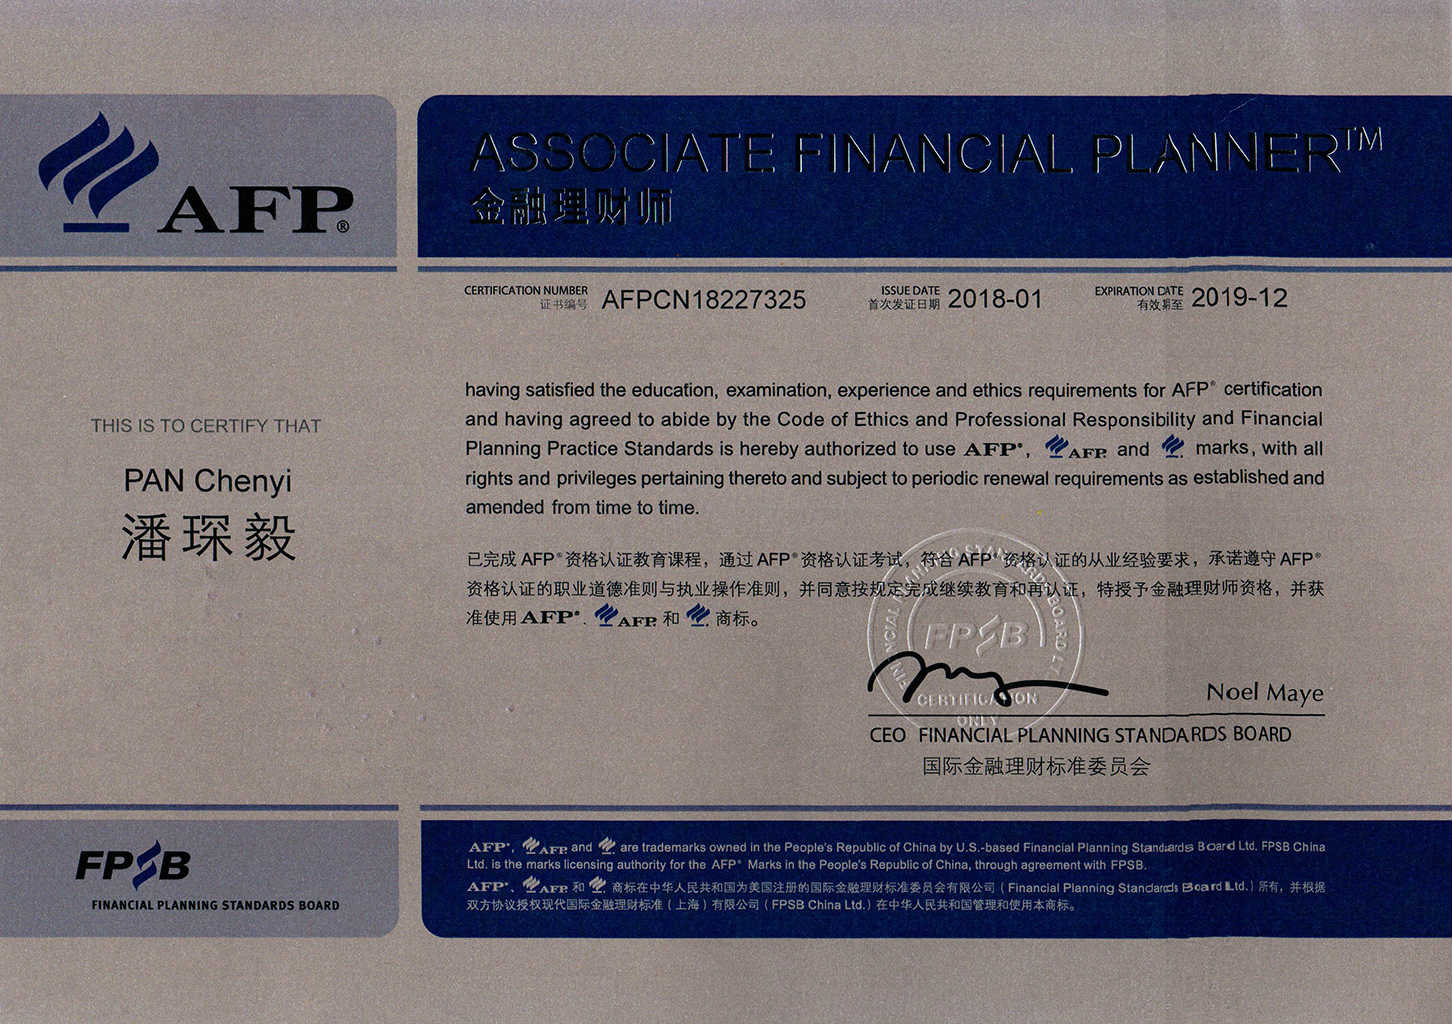 AFP®
ASSOCIATE FINANCIAL PLANNER™
金融理财师
CERTIFICATION NUMBER
证书编号
AFPCN18227325
ISSUE DATE
首次发证日期
2018-01
EXPIRATION DATE
有效期至
2019-12
THIS IS TO CERTIFY THAT
PAN Chenyi
潘琛毅
having satisfied the education, examination, experience and ethics requirements for AFP® certification
and having agreed to abide by the Code of Ethics and Professional Responsibility and Financial
Planning Practice Standards is hereby authorized to use AFP®, AFP and marks, with all
rights and privileges pertaining thereto and subject to periodic renewal requirements as established and
amended from time to time.
已完成 AFP®资格认证教育课程，通过 AFP®资格认证考试，符合 AFP®资格认证的从业经验要求，承诺遵守 AFP®
资格认证的职业道德准则与执业操作准则，并同意按规定完成继续教育和再认证，特授予金融理财师资格，并获
准使用 AFP®、AFP 和 商标。
FINANCIAL PLANNING STANDARDS BOARD LT
FPSB
CERTIFICATION
ONLY
Noel Maye
CEO FINANCIAL PLANNING STANDARDS BOARD
国际金融理财标准委员会
FPSB
FINANCIAL PLANNING STANDARDS BOARD
AFP®, AFP and are trademarks owned in the People's Republic of China by U.S.-based Financial Planning Standards Board Ltd. FPSB China
Ltd. is the marks licensing authority for the AFP® Marks in the People's Republic of China, through agreement with FPSB.
AFP®、AFP 和 商标在中华人民共和国为美国注册的国际金融理财标准委员会有限公司（Financial Planning Standards Board Ltd.）所有，并根据
双方协议授权现代国际金融理财标准（上海）有限公司（FPSB China Ltd.）在中华人民共和国管理和使用本商标。